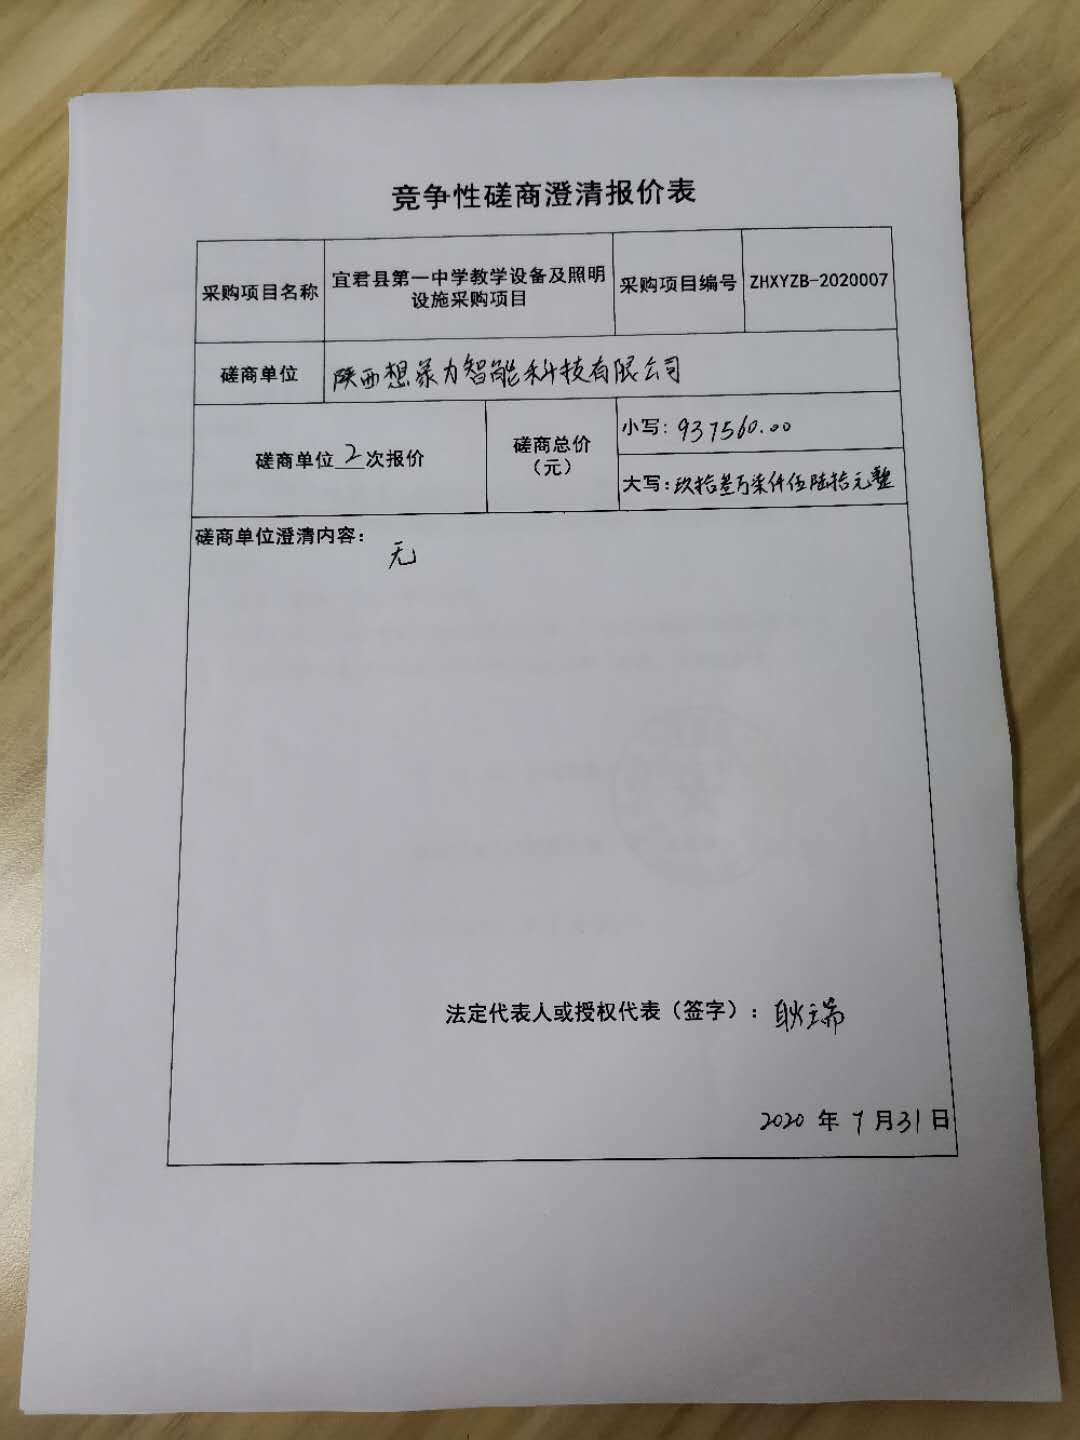 竞争性磋商澄清报价表
采购项目名称
宜君县第一中学教学设备及照明
设施采购项目
采购项目编号
ZHXYZB-2020007
磋商单位
陕西想象力智能科技有限公司
磋商单位 2 次报价
磋商总价
（元）
小写：937560.00
大写：玖拾叁万柒仟伍陆拾元整
磋商单位澄清内容：
无
法定代表人或授权代表（签字）：耿瑞
2020 年 7 月 31 日